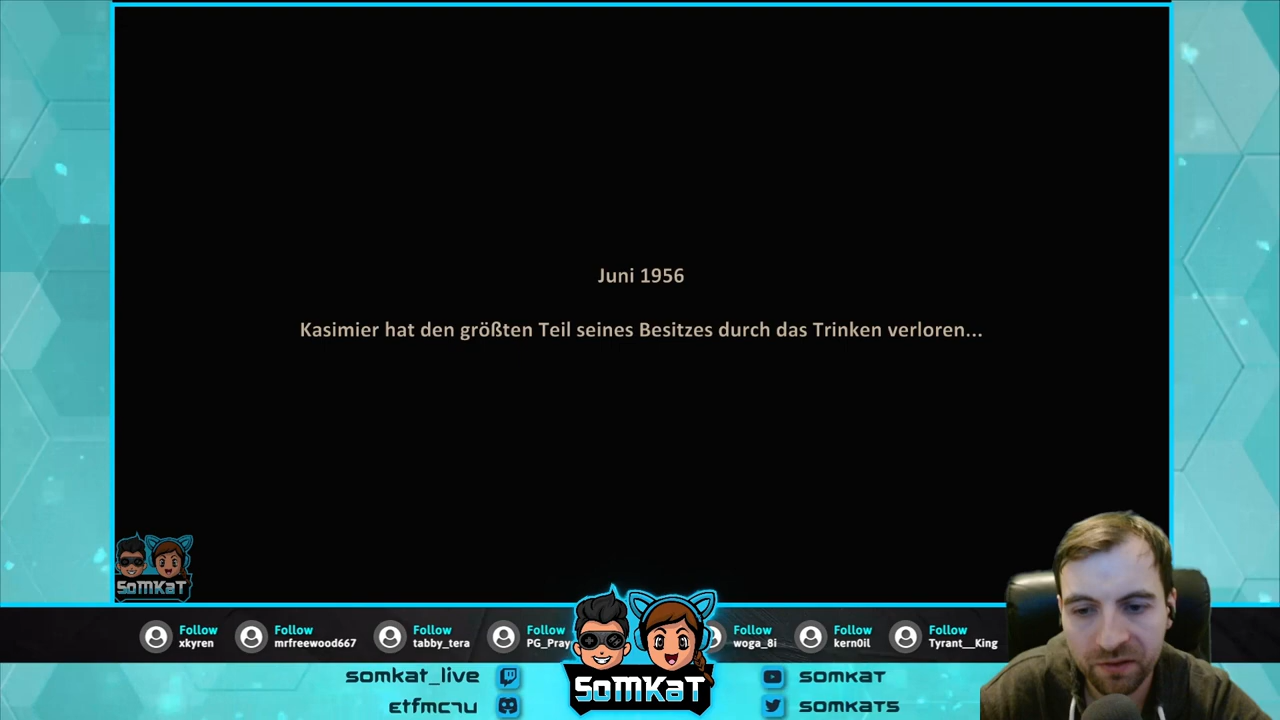 Juni 1956
Kasimier hat den größten Teil seines Besitzes durch das Trinken verloren...
SOMKAT
Follow
xkyren
Follow
mrfreewood667
Follow
tabby_tera
Follow
PG_Pray
Follow
woga_8i
Follow
kern0il
Follow
Tyrant__King
SOMKAT
somkat_live
somkat
somkats